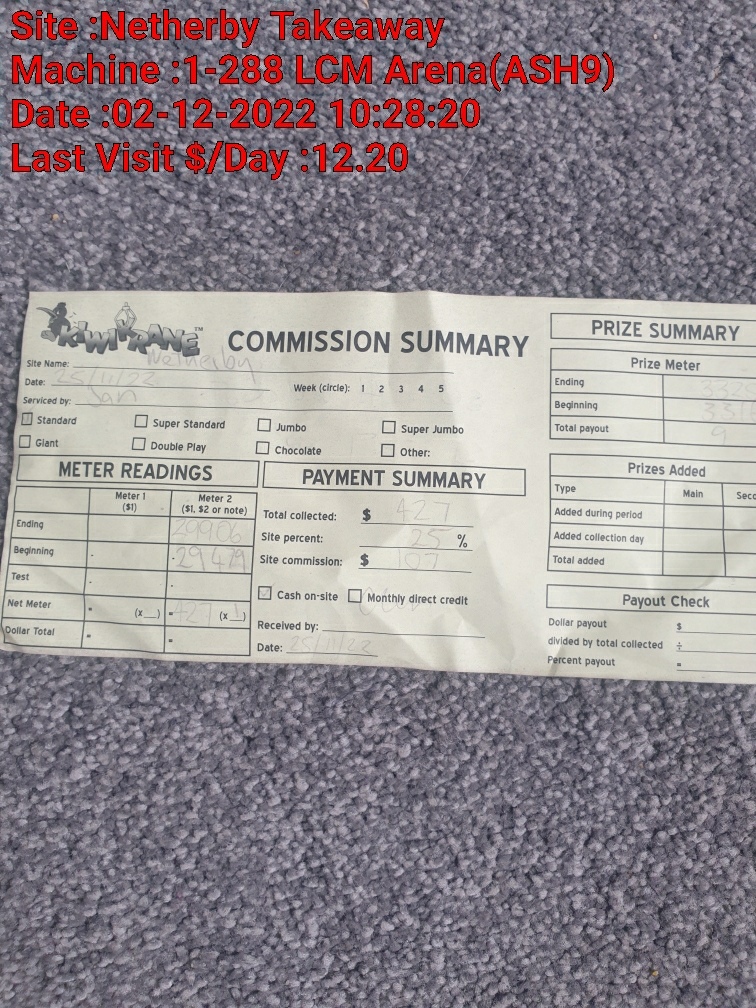 Site :Netherby Takeaway
Machine :1-288 LCM Arena(ASH9)
Date :02-12-2022 10:28:20
Last Visit $/Day :12.20
KIWIKRANE™
COMMISSION SUMMARY
Site Name: Netherby
Date: 25/11/22
Week (circle): 1 2 3 4 5
Serviced by: Jan
Standard
Super Standard
Jumbo
Super Jumbo
Giant
Double Play
Chocolate
Other:
METER READINGS
Meter 1 ($1)
Meter 2 ($1, $2 or note)
Ending 29906
Beginning 29479
Test
Net Meter = (x__) = 427 (x 1)
Dollar Total = =
PAYMENT SUMMARY
Total collected: $ 427
Site percent: 25 %
Site commission: $ 107
Cash on-site
Monthly direct credit
Received by:
Date: 25/11/22
PRIZE SUMMARY
Prize Meter
Ending
Beginning
Total payout 9
Prizes Added
Type Main
Added during period
Added collection day
Total added
Payout Check
Dollar payout $
divided by total collected ÷
Percent payout =